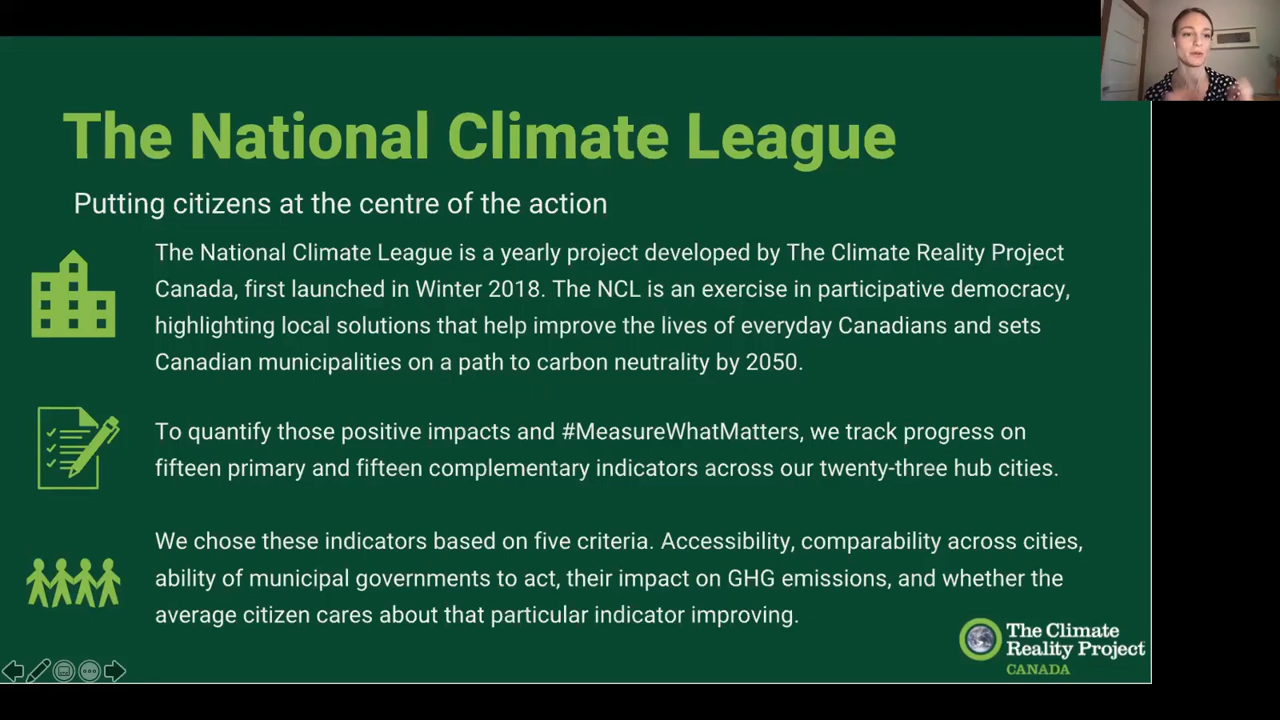 The National Climate League
Putting citizens at the centre of the action
The National Climate League is a yearly project developed by The Climate Reality Project
Canada, first launched in Winter 2018. The NCL is an exercise in participative democracy,
highlighting local solutions that help improve the lives of everyday Canadians and sets
Canadian municipalities on a path to carbon neutrality by 2050.
To quantify those positive impacts and #MeasureWhatMatters, we track progress on
fifteen primary and fifteen complementary indicators across our twenty-three hub cities.
We chose these indicators based on five criteria. Accessibility, comparability across cities,
ability of municipal governments to act, their impact on GHG emissions, and whether the
average citizen cares about that particular indicator improving.
The Climate
Reality Project
CANADA